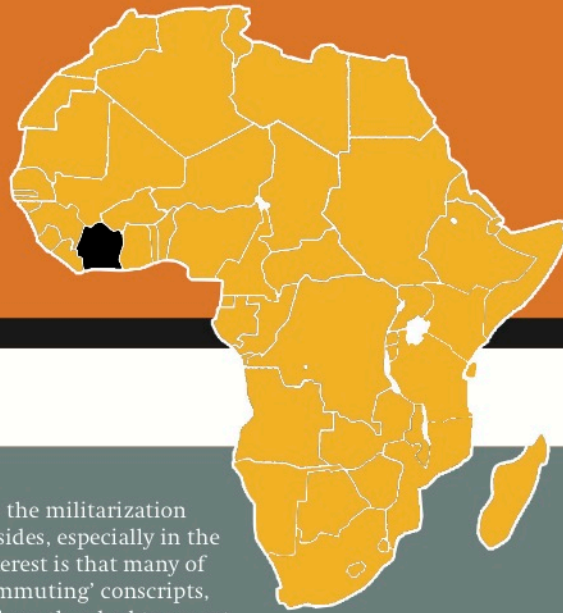 the militarization
sides, especially in the
erest is that many of
mmuting’ conscripts,